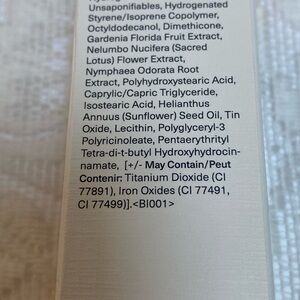 Unsaponifiables, Hydrogenated
Styrene/Isoprene Copolymer,
Octyldodecanol, Dimethicone,
Gardenia Florida Fruit Extract,
Nelumbo Nucifera (Sacred
Lotus) Flower Extract,
Nymphaea Odorata Root
Extract, Polyhydroxystearic Acid,
Caprylic/Capric Triglyceride,
Isostearic Acid, Helianthus
Annuus (Sunflower) Seed Oil, Tin
Oxide, Lecithin, Polyglyceryl-3
Polyricinoleate, Pentaerythrityl
Tetra-di-t-butyl Hydroxyhydrocin-
namate, [+/- May Contain/Peut
Contenir: Titanium Dioxide (CI
77891), Iron Oxides (CI 77491,
CI 77499)].<BI001>